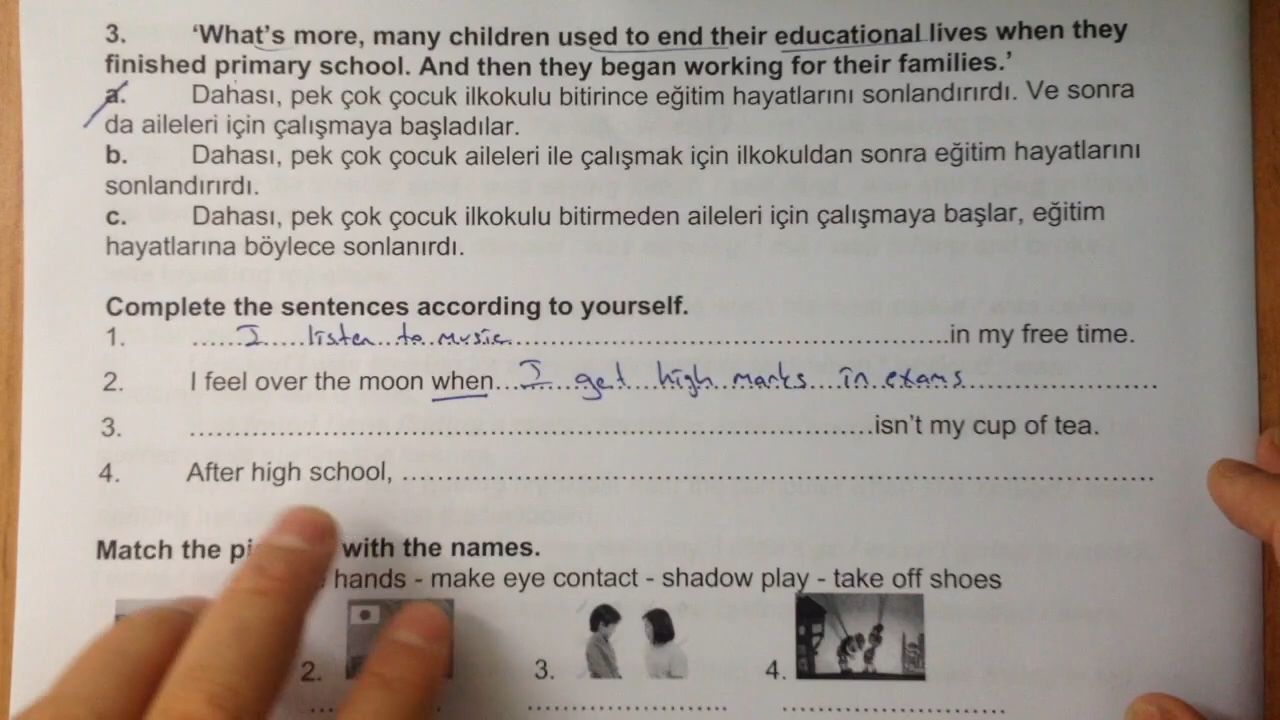 3. ‘What’s more, many children used to end their educational lives when they
finished primary school. And then they began working for their families.’
a. Dahası, pek çok çocuk ilkokulu bitirince eğitim hayatlarını sonlandırırdı. Ve sonra
da aileleri için çalışmaya başladılar.
b. Dahası, pek çok çocuk aileleri ile çalışmak için ilkokuldan sonra eğitim hayatlarını
sonlandırırdı.
c. Dahası, pek çok çocuk ilkokulu bitirmeden aileleri için çalışmaya başlar, eğitim
hayatlarına böylece sonlanırdı.
Complete the sentences according to yourself.
1. ......I....listen..to..music..............................................in my free time.
2. I feel over the moon when...I...get...high..marks...in exams.........................
3. ..........................................................................isn’t my cup of tea.
4. After high school, ...............................................................................
Match the with the names.
hands - make eye contact - shadow play - take off shoes
2. 3. 4.